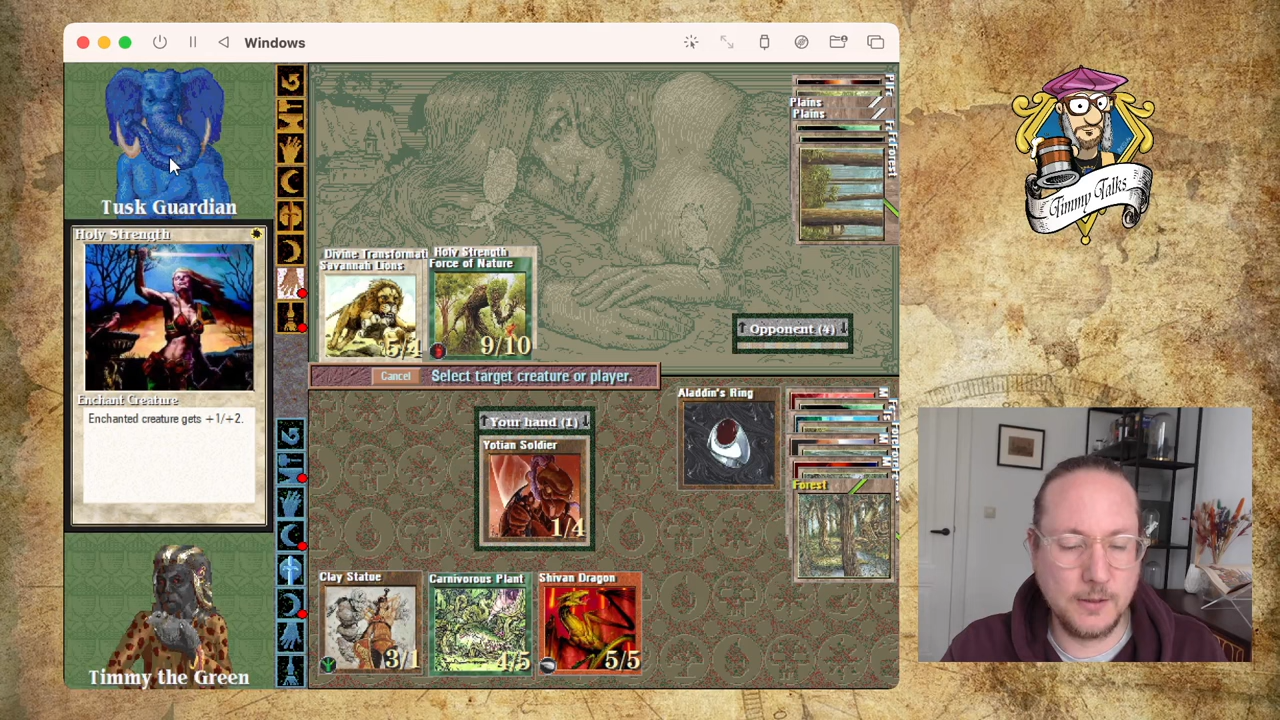 Windows
Tusk Guardian
Holy Strength
Enchant Creature
Enchanted creature gets +1/+2.
Timmy the Green
Plains
Plains
Forest
Divine Transformati
Savannah Lions
5/4
Holy Strength
Force of Nature
9/10
Opponent (4)
Cancel
Select target creature or player.
Your hand (1)
Yotian Soldier
1/4
Aladdin's Ring
Forest
Clay Statue
3/1
Carnivorous Plant
4/5
Shivan Dragon
5/5
Timmy Talks